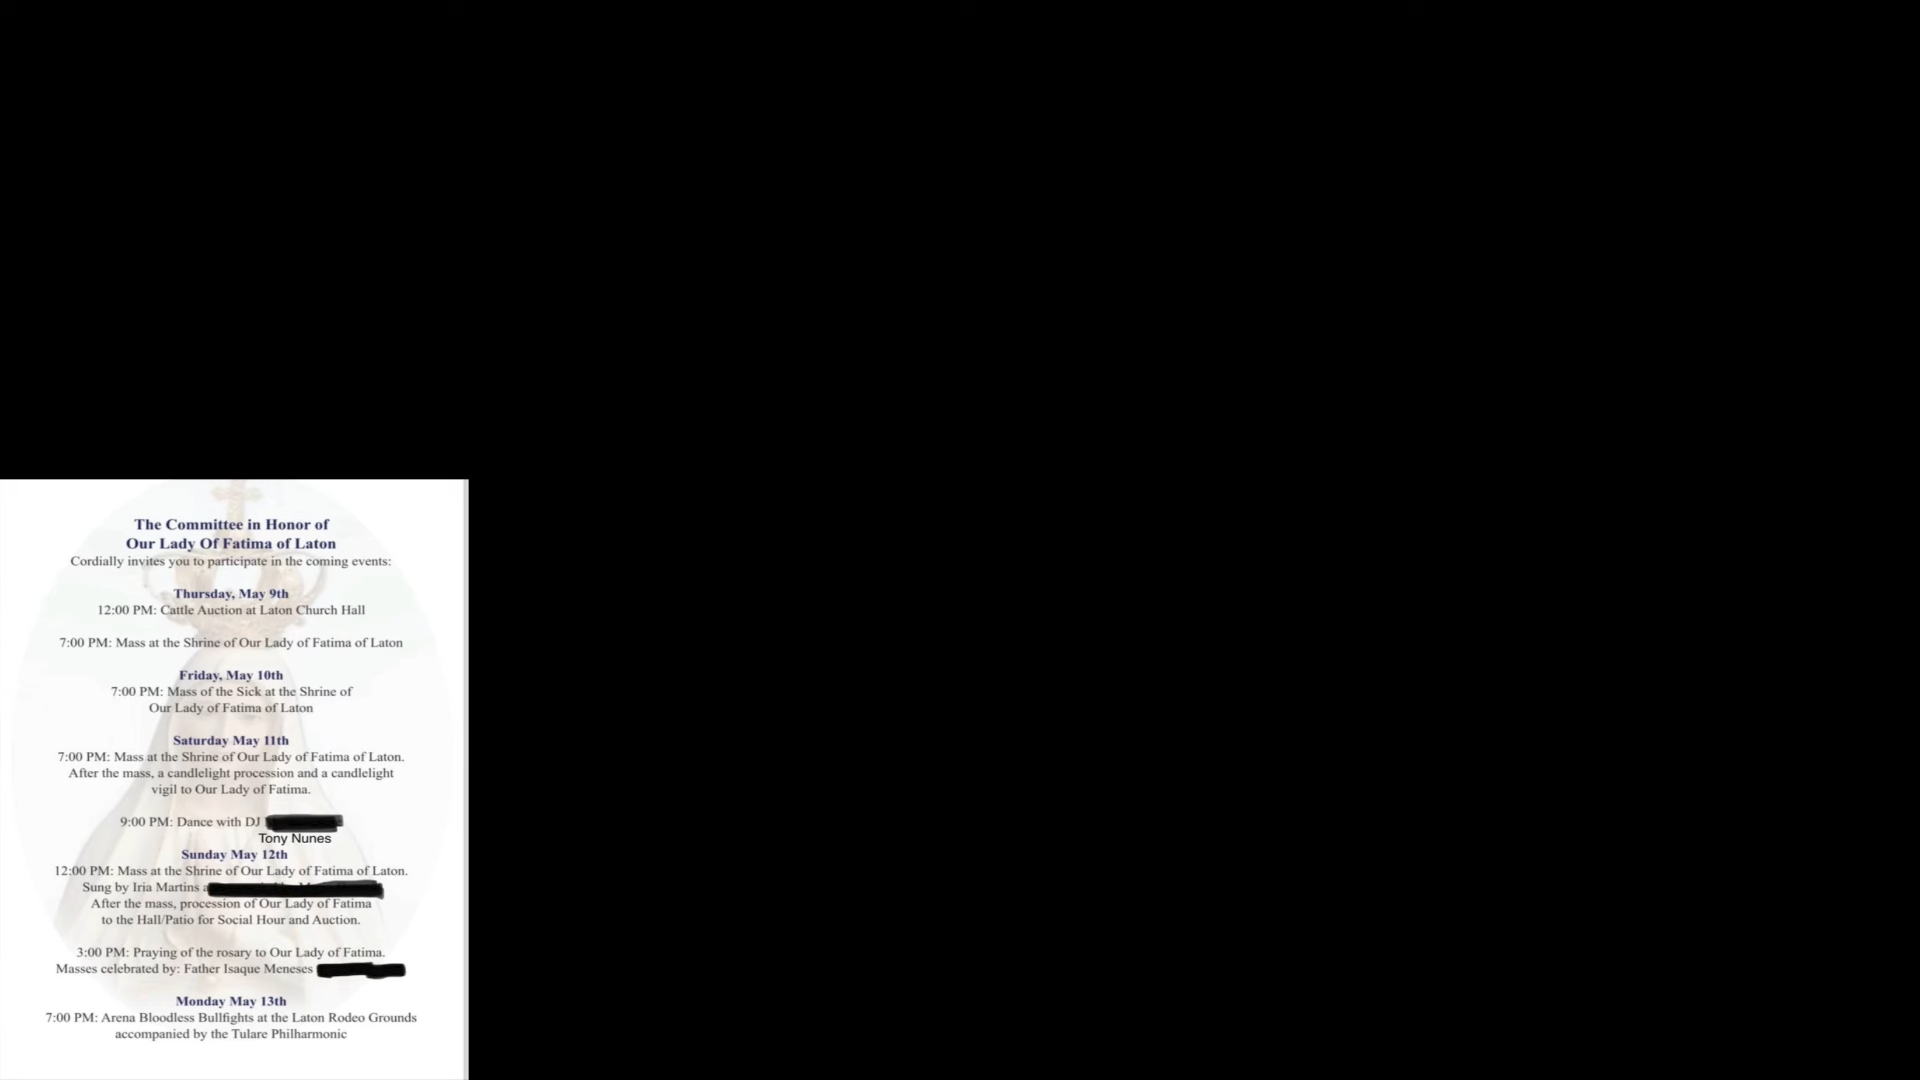 The Committee in Honor of
Our Lady Of Fatima of Laton
Cordially invites you to participate in the coming events:
Thursday, May 9th
12:00 PM: Cattle Auction at Laton Church Hall
7:00 PM: Mass at the Shrine of Our Lady of Fatima of Laton
Friday, May 10th
7:00 PM: Mass of the Sick at the Shrine of
Our Lady of Fatima of Laton
Saturday May 11th
7:00 PM: Mass at the Shrine of Our Lady of Fatima of Laton.
After the mass, a candlelight procession and a candlelight
vigil to Our Lady of Fatima.
9:00 PM: Dance with DJ
Tony Nunes
Sunday May 12th
12:00 PM: Mass at the Shrine of Our Lady of Fatima of Laton.
Sung by Iria Martins
After the mass, procession of Our Lady of Fatima
to the Hall/Patio for Social Hour and Auction.
3:00 PM: Praying of the rosary to Our Lady of Fatima.
Masses celebrated by: Father Isaque Meneses
Monday May 13th
7:00 PM: Arena Bloodless Bullfights at the Laton Rodeo Grounds
accompanied by the Tulare Philharmonic